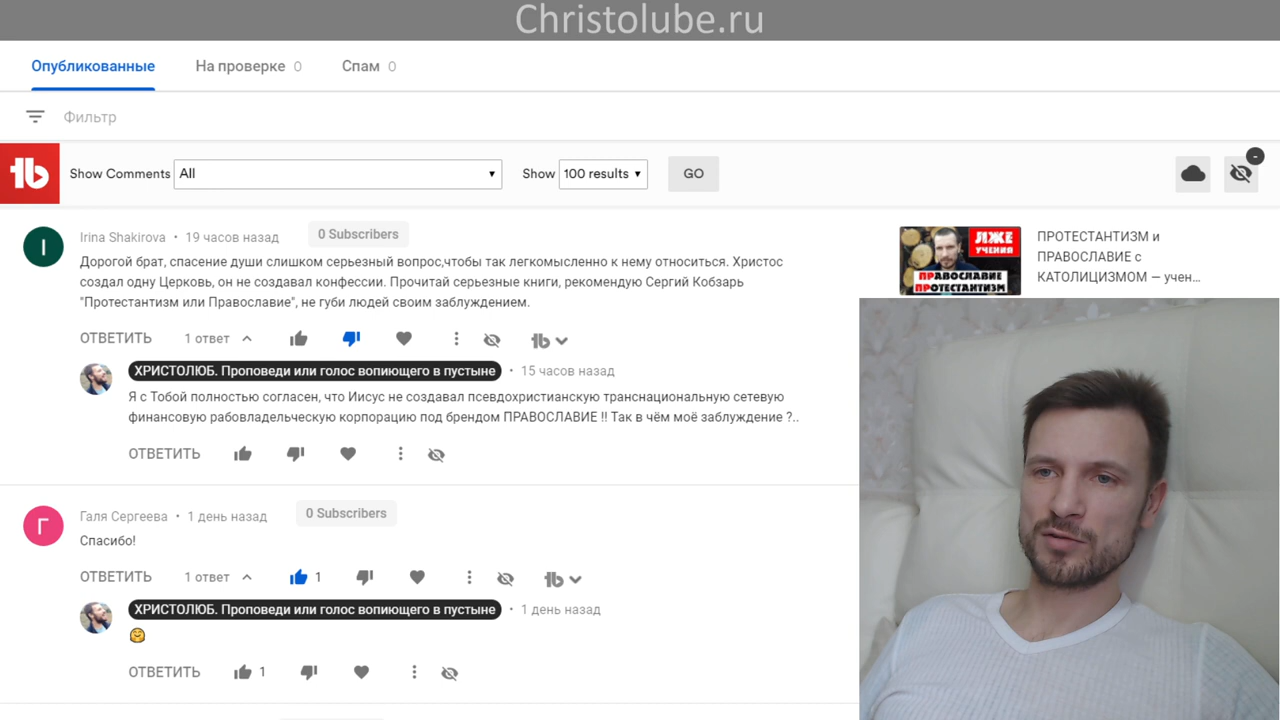 Christolube.ru
Опубликованные На проверке 0 Спам 0
Фильтр
tb Show Comments All Show 100 results GO -
I Irina Shakirova • 19 часов назад 0 Subscribers
Дорогой брат, спасение души слишком серьезный вопрос,чтобы так легкомысленно к нему относиться. Христос
создал одну Церковь, он не создавал конфессии. Прочитай серьезные книги, рекомендую Сергий Кобзарь
"Протестантизм или Православие", не губи людей своим заблуждением.
ЛЖЕ
УЧЕНИЯ
ПРАВОСЛАВИЕ
ПРОТЕСТАНТИЗМ
ПРОТЕСТАНТИЗМ и
ПРАВОСЛАВИЕ с
КАТОЛИЦИЗМОМ — учен...
ОТВЕТИТЬ 1 ответ tb
ХРИСТОЛЮБ. Проповеди или голос вопиющего в пустыне • 15 часов назад
Я с Тобой полностью согласен, что Иисус не создавал псевдохристианскую транснациональную сетевую
финансовую рабовладельческую корпорацию под брендом ПРАВОСЛАВИЕ !! Так в чём моё заблуждение ?..
ОТВЕТИТЬ
Г Галя Сергеева • 1 день назад 0 Subscribers
Спасибо!
ОТВЕТИТЬ 1 ответ 1 tb
ХРИСТОЛЮБ. Проповеди или голос вопиющего в пустыне • 1 день назад
ОТВЕТИТЬ 1